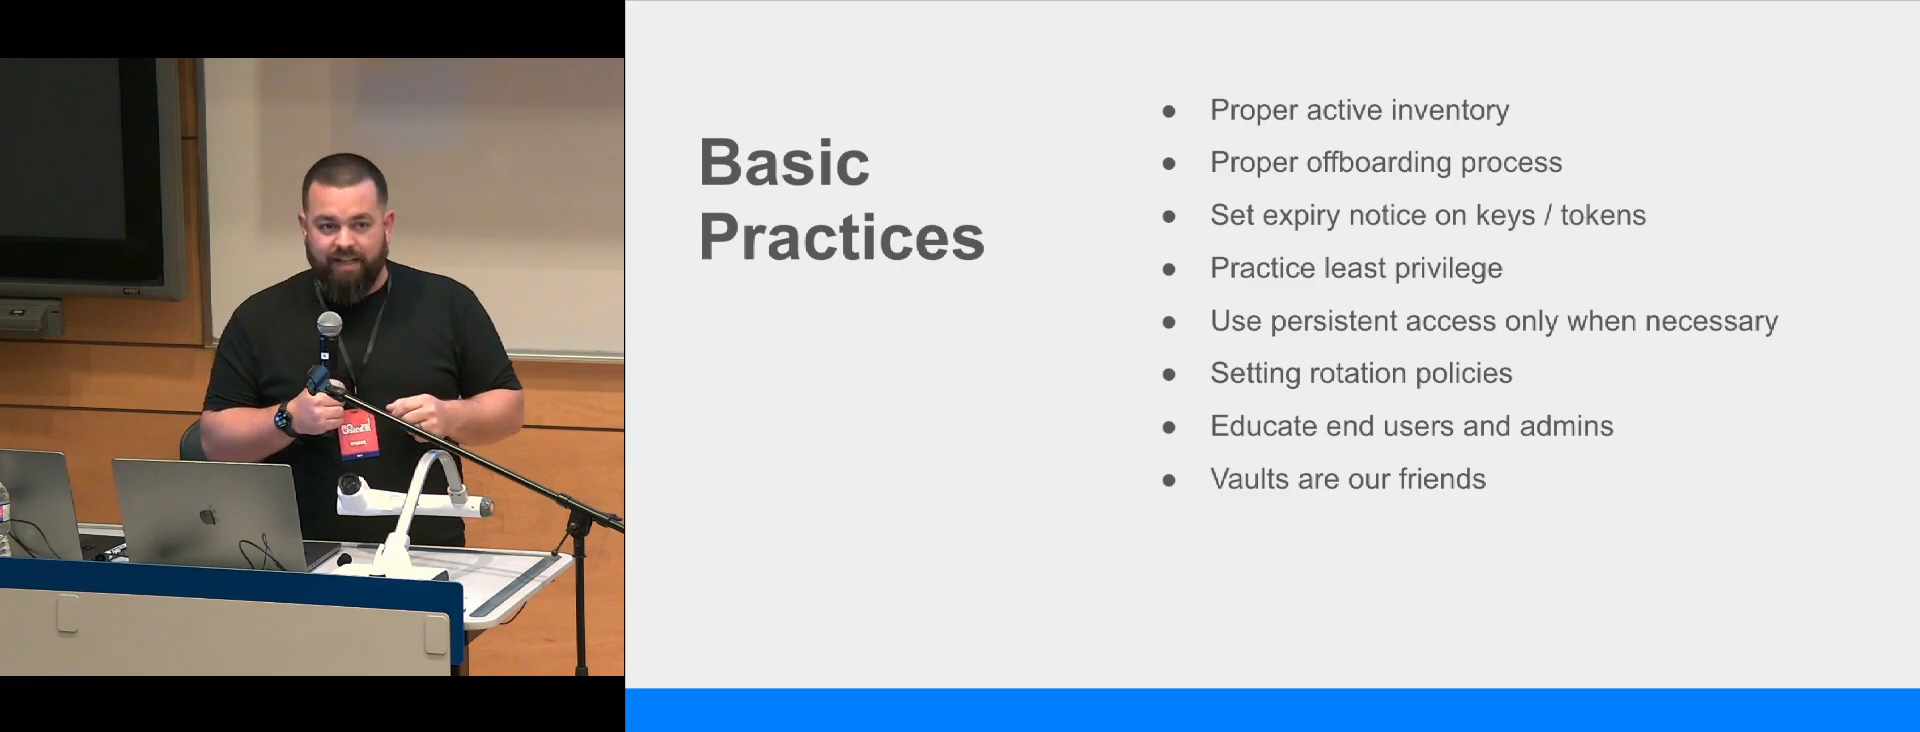 Basic
Practices
● Proper active inventory
● Proper offboarding process
● Set expiry notice on keys / tokens
● Practice least privilege
● Use persistent access only when necessary
● Setting rotation policies
● Educate end users and admins
● Vaults are our friends